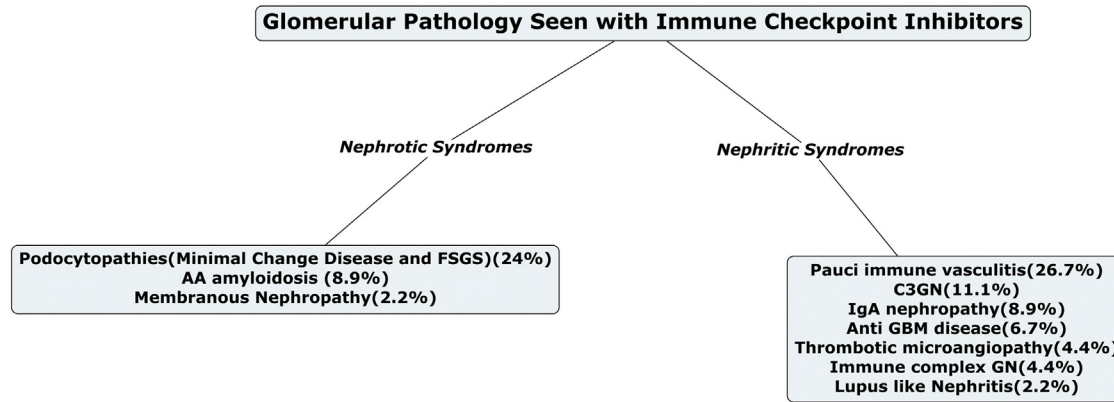 Glomerular Pathology Seen with Immune Checkpoint Inhibitors
Nephrotic Syndromes
Nephritic Syndromes
Podocytopathies(Minimal Change Disease and FSGS)(24%)
AA amyloidosis (8.9%)
Membranous Nephropathy(2.2%)
Pauci immune vasculitis(26.7%)
C3GN(11.1%)
IgA nephropathy(8.9%)
Anti GBM disease(6.7%)
Thrombotic microangiopathy(4.4%)
Immune complex GN(4.4%)
Lupus like Nephritis(2.2%)